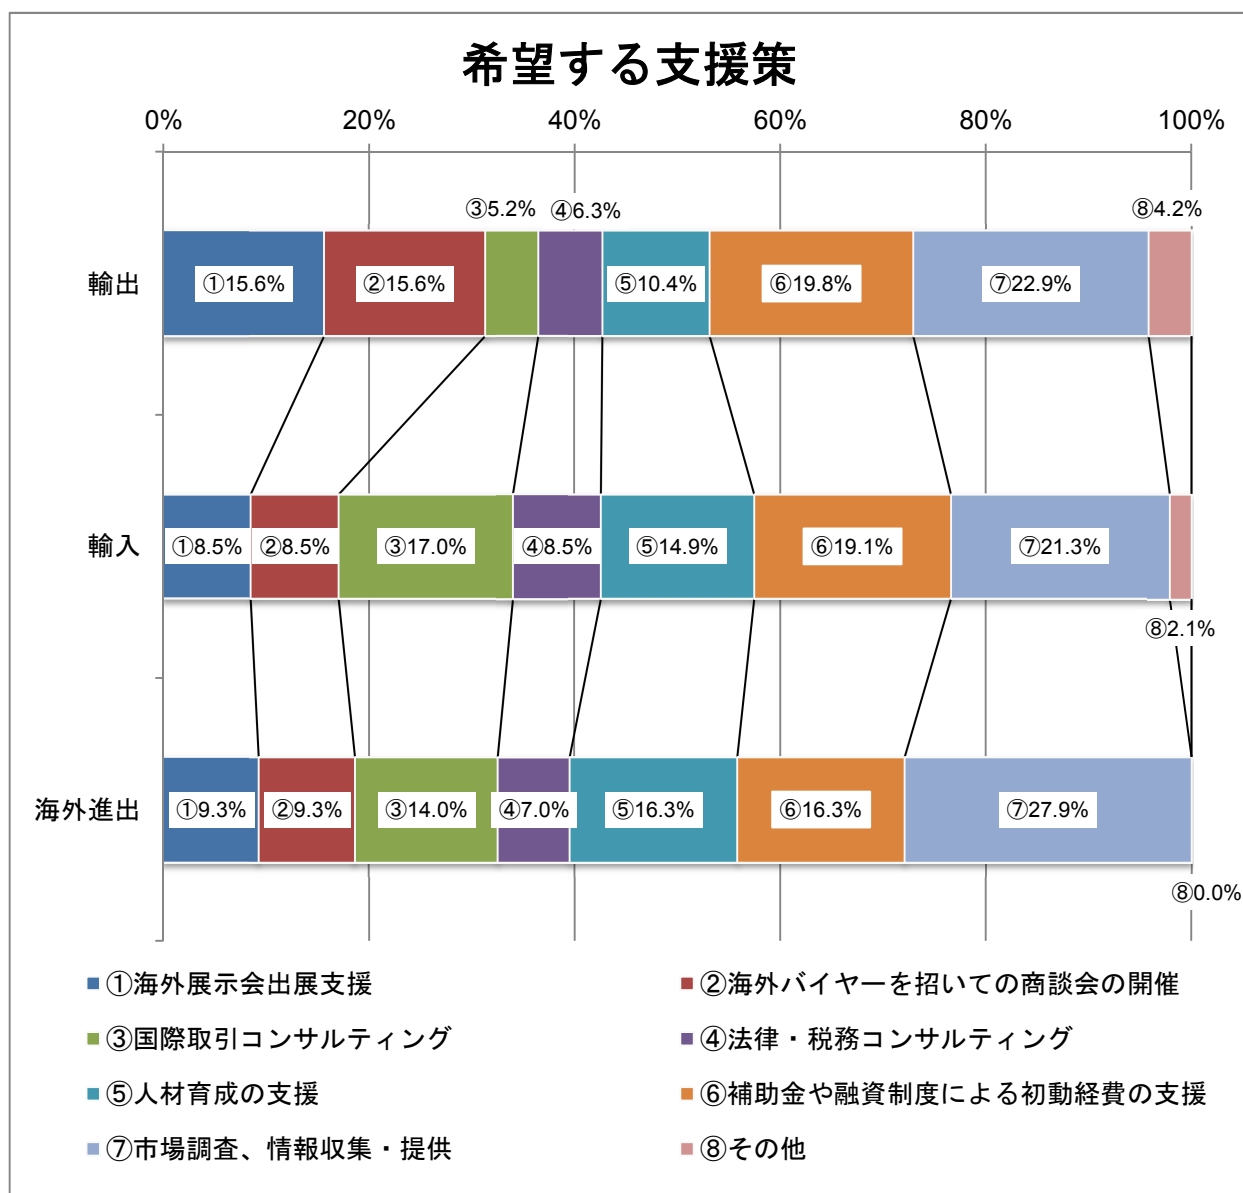 希望する支援策
0% 20% 40% 60% 80% 100%
③5.2% ④6.3% ⑧4.2%
輸出 ①15.6% ②15.6% ⑤10.4% ⑥19.8% ⑦22.9%
輸入 ①8.5% ②8.5% ③17.0% ④8.5% ⑤14.9% ⑥19.1% ⑦21.3%
⑧2.1%
海外進出 ①9.3% ②9.3% ③14.0% ④7.0% ⑤16.3% ⑥16.3% ⑦27.9%
⑧0.0%
①海外展示会出展支援 ②海外バイヤーを招いての商談会の開催
③国際取引コンサルティング ④法律・税務コンサルティング
⑤人材育成の支援 ⑥補助金や融資制度による初動経費の支援
⑦市場調査、情報収集・提供 ⑧その他